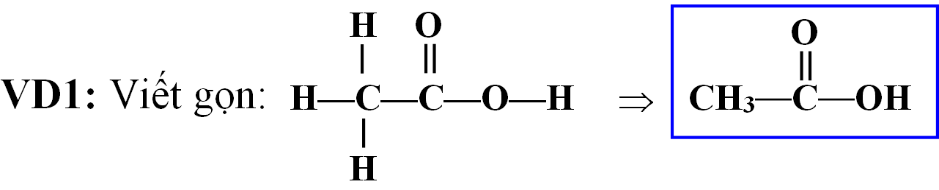 H O O
VD1: Viết gọn: H—C—C—O—H ⇒ CH₃—C—OH
H